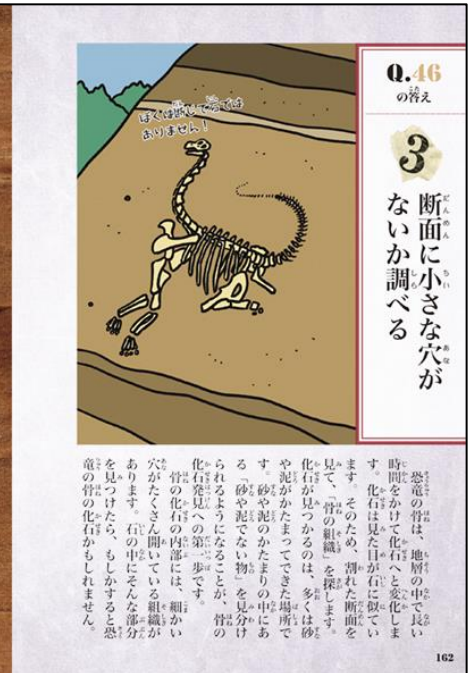 Q.46
の答え
3
断面に小さな穴が
ないか調べる
ぼくは断じて石では
ありません！
恐竜の骨は、地層の中で長い
時間をかけて化石へと変化しま
す。化石は見た目が石に似てい
ます。そのため、割れた断面を
見て、「骨の組織」を探します。
化石が見つかるのは、多くは砂
や泥がかたまってできた場所で
す。砂や泥のかたまりの中にあ
る「砂や泥でない物」を見分け
られるようになることが、骨の
化石発見への第一歩です。
骨の化石の内部には、細かい
穴がたくさん開いている組織が
あります。石の中にそんな部分
を見つけたら、もしかすると恐
竜の骨の化石かもしれません。
162